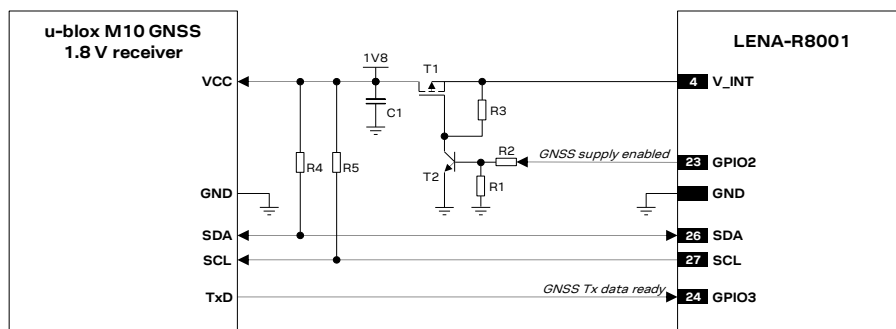 u-blox M10 GNSS
1.8 V receiver
LENA-R8001
1V8
T1
VCC
4
V_INT
C1
R3
R4
R5
R2
GNSS supply enabled
23
GPIO2
T2
R1
GND
GND
SDA
26
SDA
SCL
27
SCL
TxD
GNSS Tx data ready
24
GPIO3